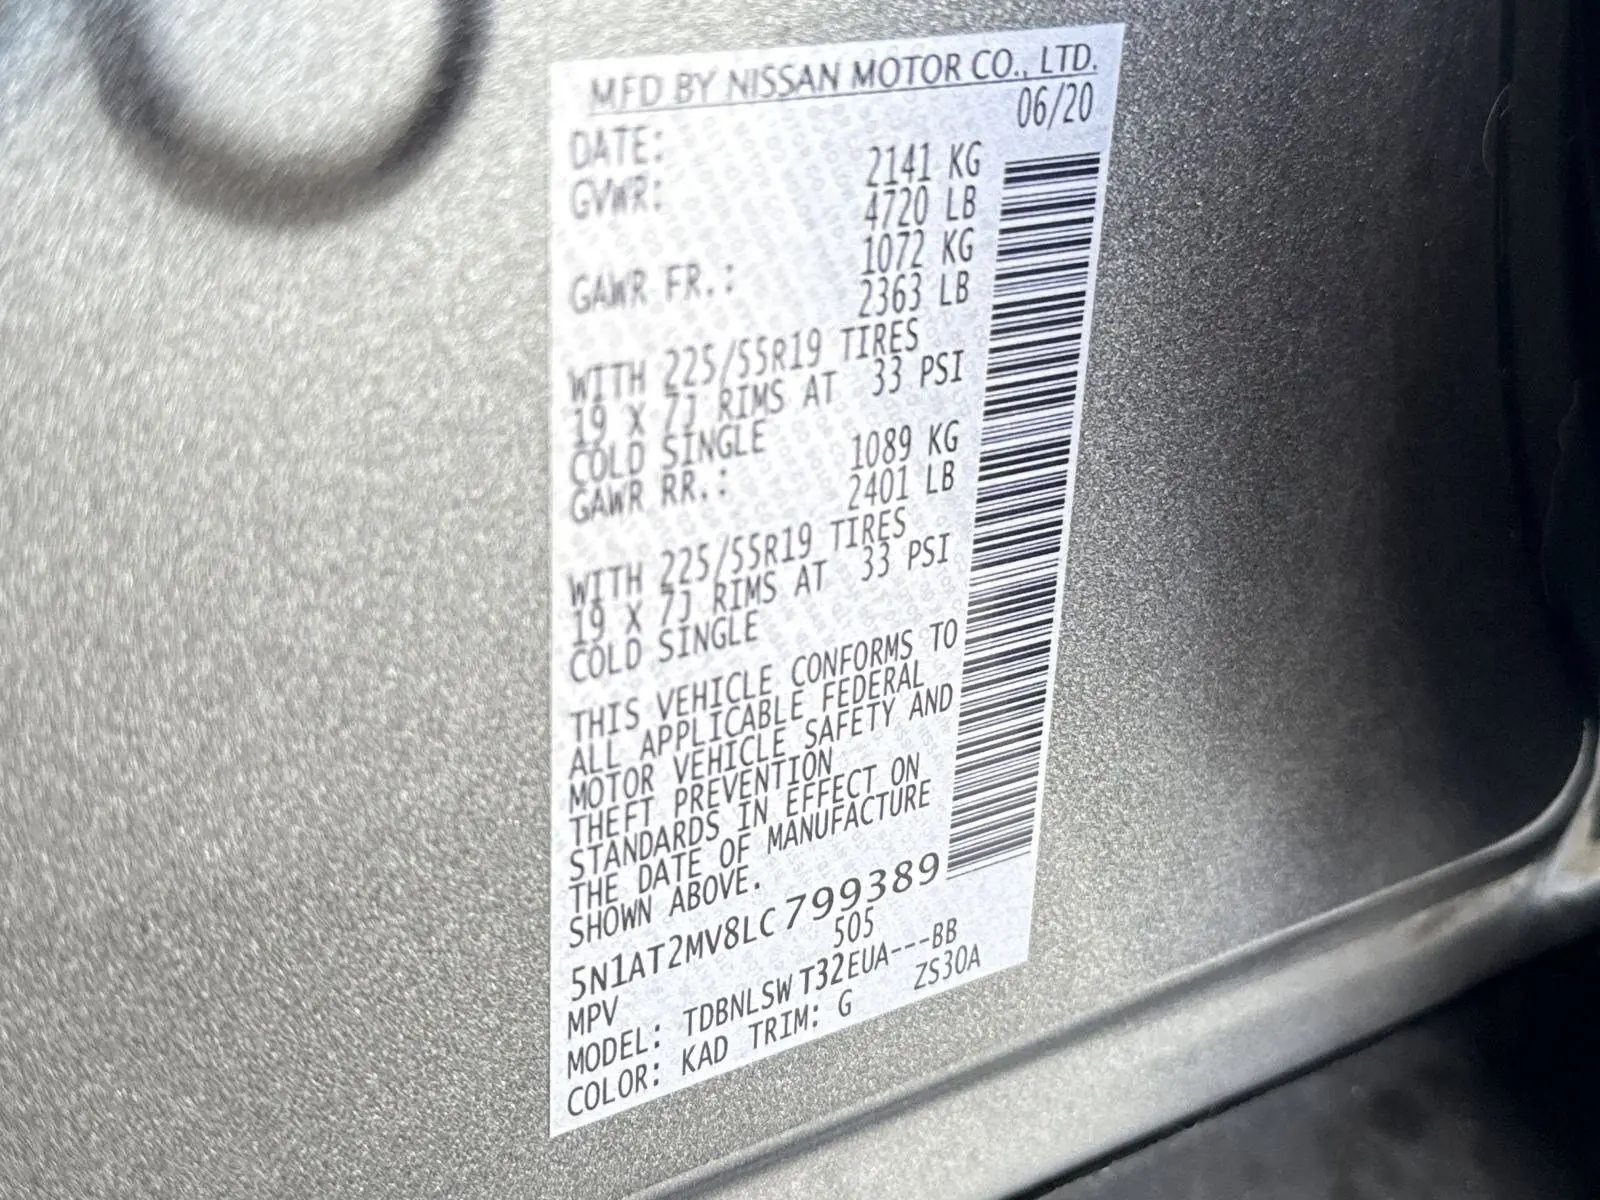 MFD BY NISSAN MOTOR CO., LTD.
DATE: 06/20
GVWR: 2141 KG
4720 LB
GAWR FR.: 1072 KG
2363 LB
WITH 225/55R19 TIRES
19 X 7J RIMS AT 33 PSI
COLD SINGLE
GAWR RR.: 1089 KG
2401 LB
WITH 225/55R19 TIRES
19 X 7J RIMS AT 33 PSI
COLD SINGLE
THIS VEHICLE CONFORMS TO
ALL APPLICABLE FEDERAL
MOTOR VEHICLE SAFETY AND
THEFT PREVENTION
STANDARDS IN EFFECT ON
THE DATE OF MANUFACTURE
SHOWN ABOVE.
5N1AT2MV8LC799389
MPV 505
MODEL: TDBNLSWT32EUA---BB
COLOR: KAD TRIM: G ZS30A